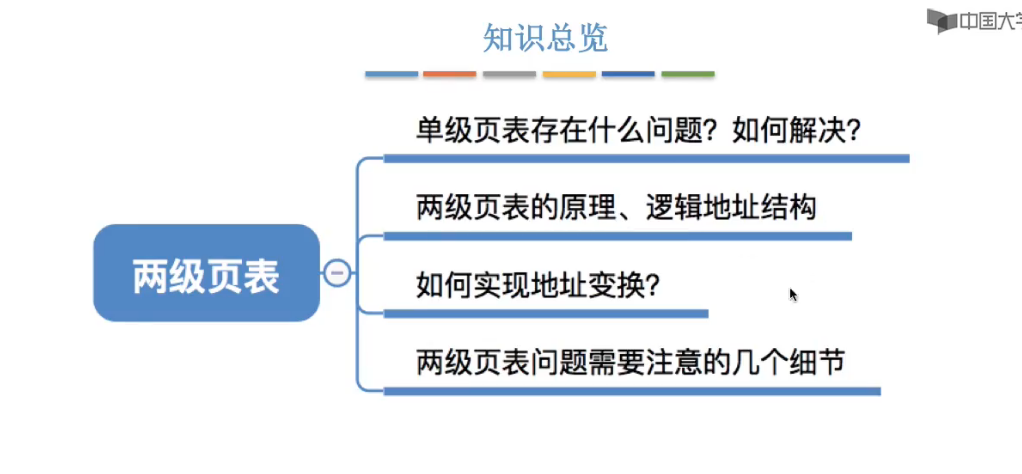 中国大学
知识总览
单级页表存在什么问题？如何解决？
两级页表的原理、逻辑地址结构
两级页表
如何实现地址变换？
两级页表问题需要注意的几个细节